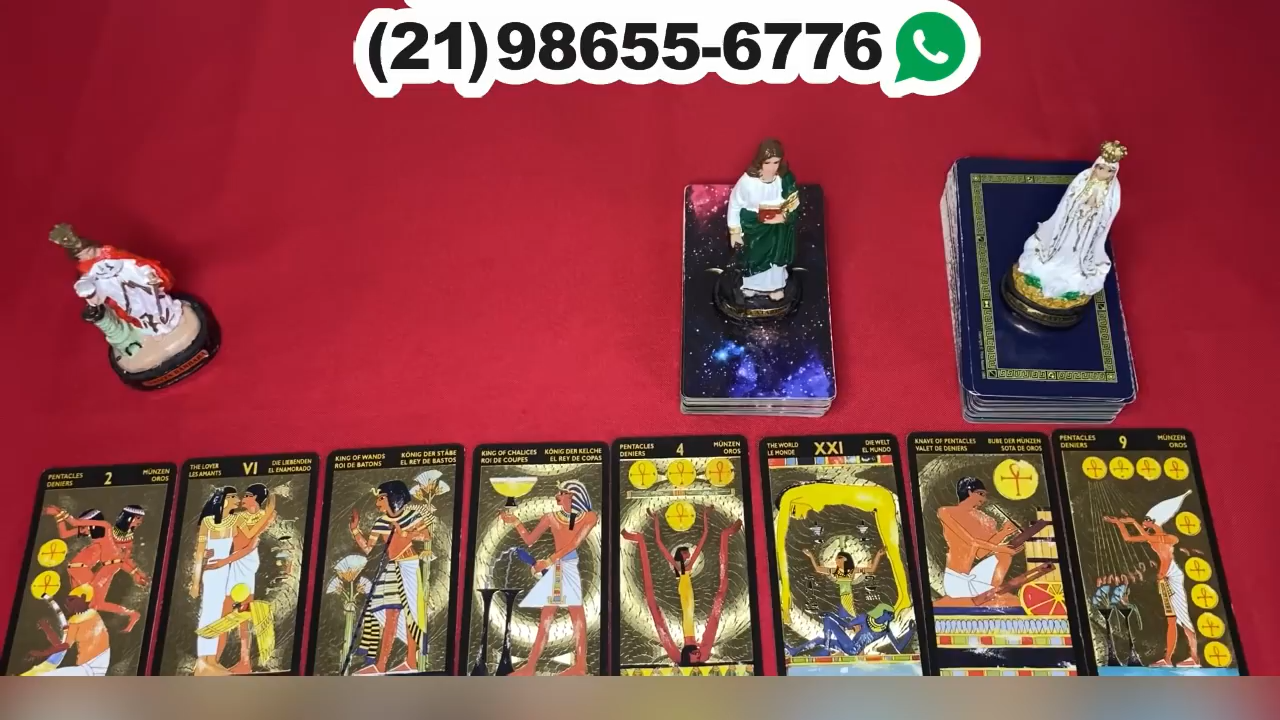 (21)98655-6776
PENTACLES
DENIERS
2
MÜNZEN
OROS
THE LOVER
LES AMANTS
VI
DIE LIEBENDEN
EL ENAMORADO
KING OF WANDS
ROI DE BATONS
KÖNIG DER STÄBE
EL REY DE BASTOS
KING OF CHALICES
ROI DE COUPES
KÖNIG DER KELCHE
EL REY DE COPAS
PENTACLES
DENIERS
4
MÜNZEN
OROS
THE WORLD
LE MONDE
XXI
DIE WELT
EL MUNDO
KNAVE OF PENTACLES
VALET DE DENIERS
BUBE DER MÜNZEN
SOTA DE OROS
PENTACLES
DENIERS
9
MÜNZEN
OROS